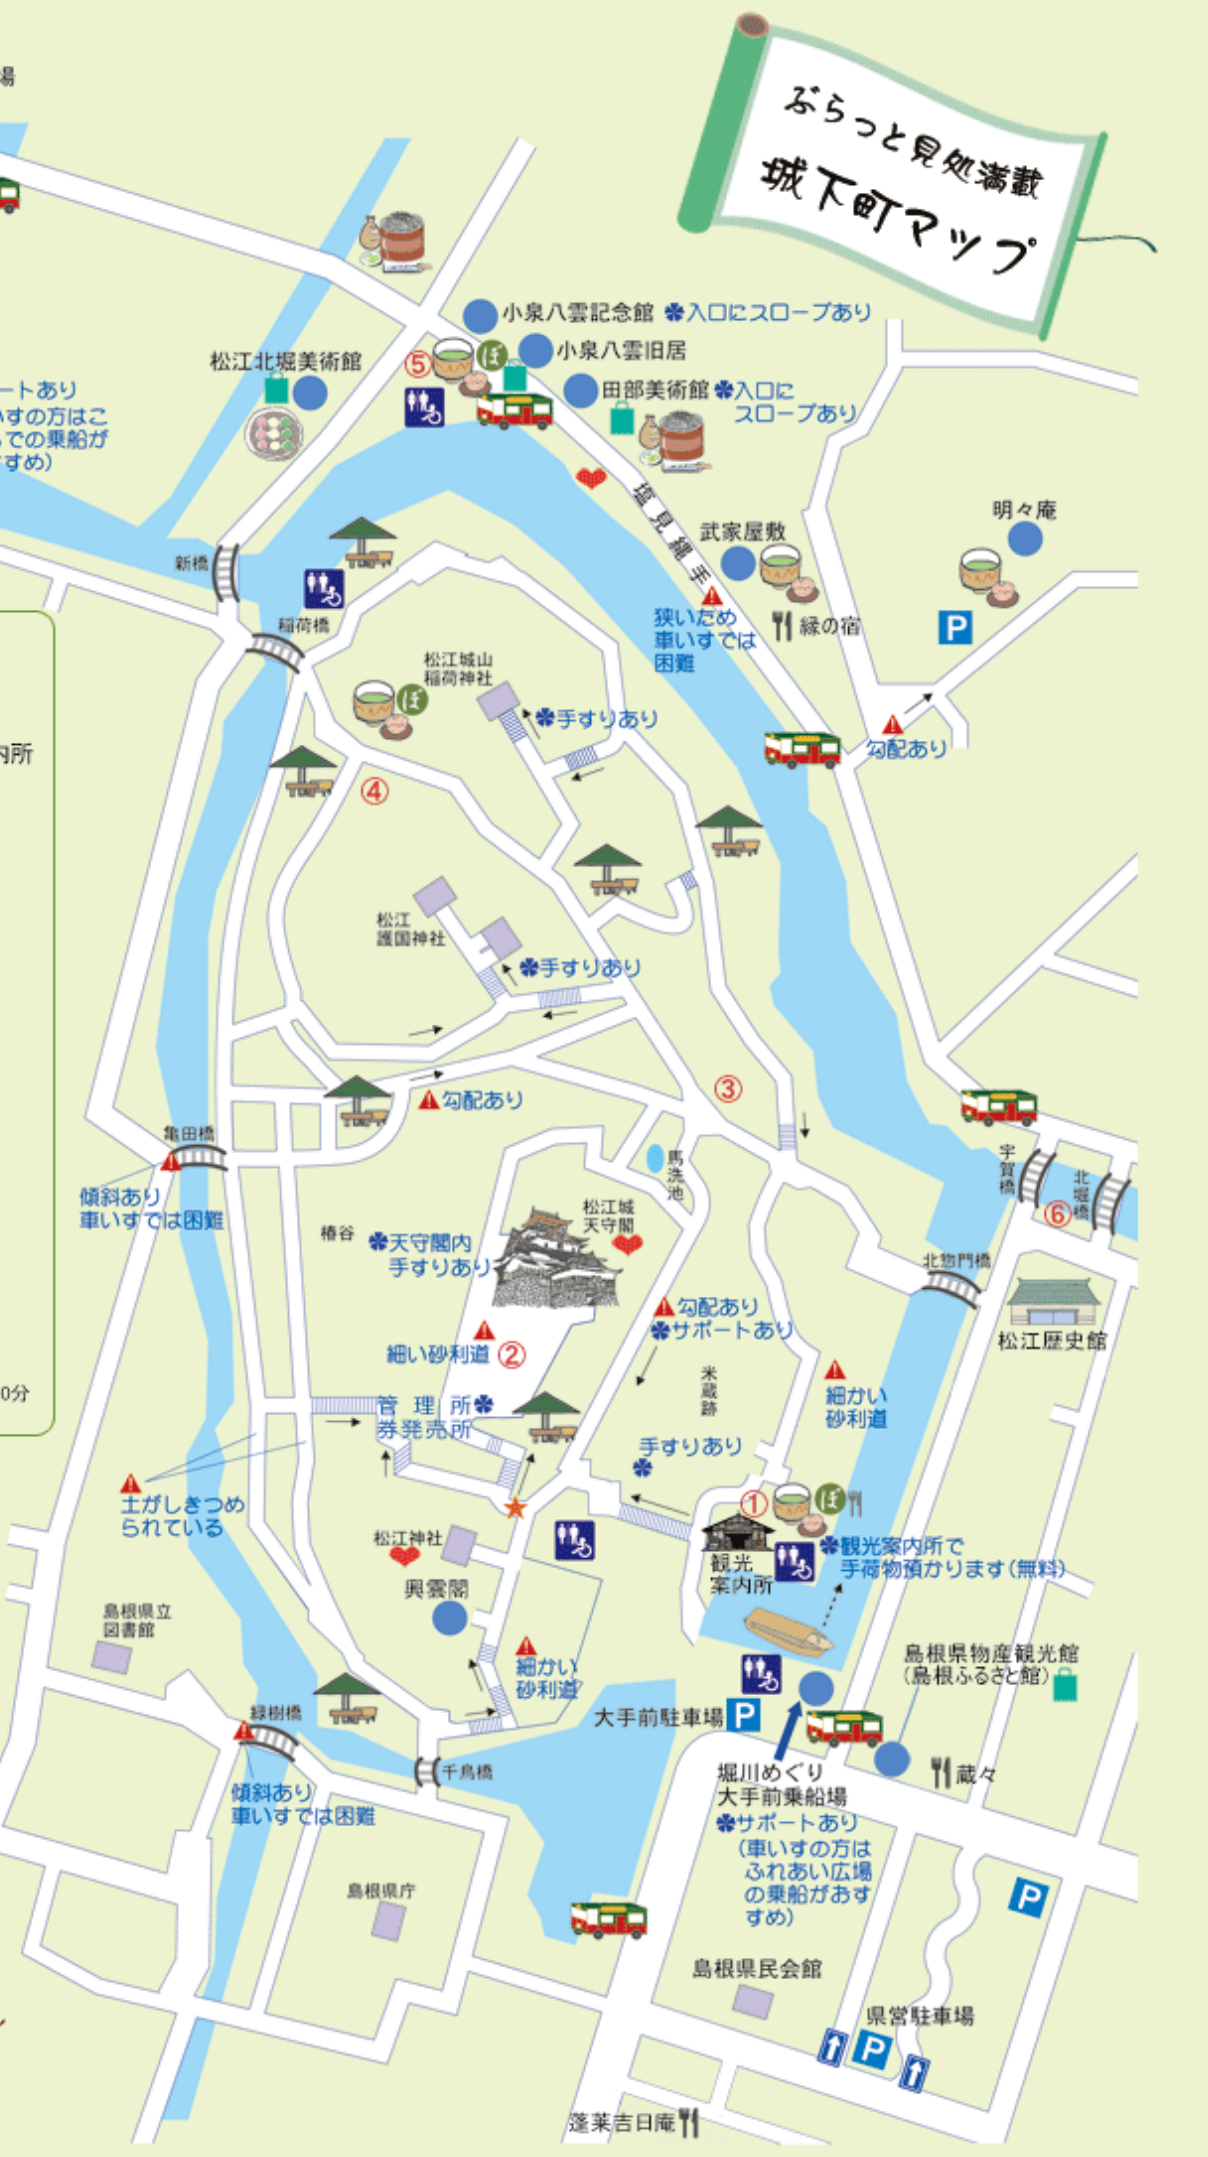 ぶらっと見処満載
城下町マップ
場
小泉八雲記念館
入口にスロープあり
小泉八雲旧居
松江北堀美術館
⑤
ぼ
田部美術館
入口に
スロープあり
ートあり
いすの方はこ
での乗船が
すめ)
塩見縄手
武家屋敷
明々庵
新橋
P
狭いため
車いすでは
困難
縁の宿
稲荷橋
松江城山
稲荷神社
ぼ
手すりあり
勾配あり
内所
④
松江
護国神社
手すりあり
③
勾配あり
亀田橋
馬洗池
宇賀橋
北堀橋
⑥
傾斜あり
車いすでは困難
椿谷
天守閣内
手すりあり
松江城
天守閣
北惣門橋
松江歴史館
勾配あり
サポートあり
細い砂利道
②
米蔵跡
細かい
砂利道
0分
管理所
券発売所
手すりあり
土がしきつめ
られている
①
ぼ
松江神社
観光
案内所
観光案内所で
手荷物預かります(無料)
興雲閣
島根県立
図書館
細かい
砂利道
島根県物産観光館
(島根ふるさと館)
大手前駐車場
P
緑樹橋
千鳥橋
堀川めぐり
大手前乗船場
蔵々
傾斜あり
車いすでは困難
サポートあり
(車いすの方は
ふれあい広場
の乗船がおす
すめ)
島根県庁
P
島根県民会館
県営駐車場
P
蓬莱吉日庵